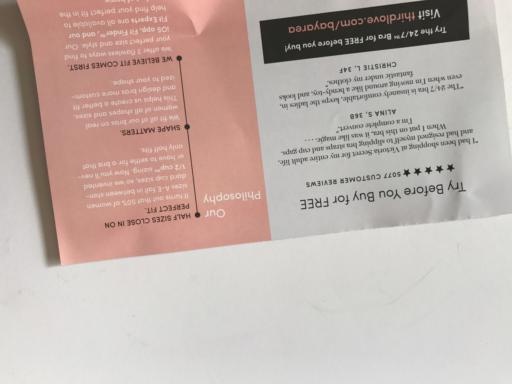 Try Before You Buy for FREE
★★★★★ 5077 CUSTOMER REVIEWS
"I had been shopping at Victoria Secret for my entire adult life,
and had resigned myself to slipping bra straps and cup gaps.
When I put on this bra, it was like magic. ...
I'm a complete convert."
ALINA S, 36B
"The 24/7 bra is insanely comfortable, keeps the ladies in,
even when I'm moving around like a bendy-toy, and looks
fantastic under my clothes."
CHRISTIE L. 34F
Try the 24/7™ Bra for FREE before you buy!
Visit thirdlove.com/bayarea
Our
Philosophy
HALF SIZES CLOSE IN ON
PERFECT FIT.
It turns out that 50% of women
sizes A-E fall in between stan-
dard cup sizes, so we invented
1/2 cup™ sizing. Now you'll nev-
er have to settle for a bra that
only half fits.
SHAPE MATTERS.
We fit all of our bras on real
women of all shapes and sizes.
This helps us create a better fit
and design bras more custom-
ized to your shape.
WE BELIEVE FIT COMES FIRST.
We offer 2 flawless ways to find
your perfect size and style. Our
iOS app, Fit Finder™, and our
Fit Experts are all available to
help find your perfect fit in the